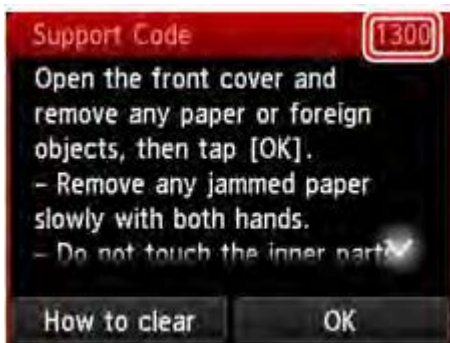 Support Code 1300
Open the front cover and
remove any paper or foreign
objects, then tap [OK].
– Remove any jammed paper
slowly with both hands.
– Do not touch the inner parts
How to clear OK